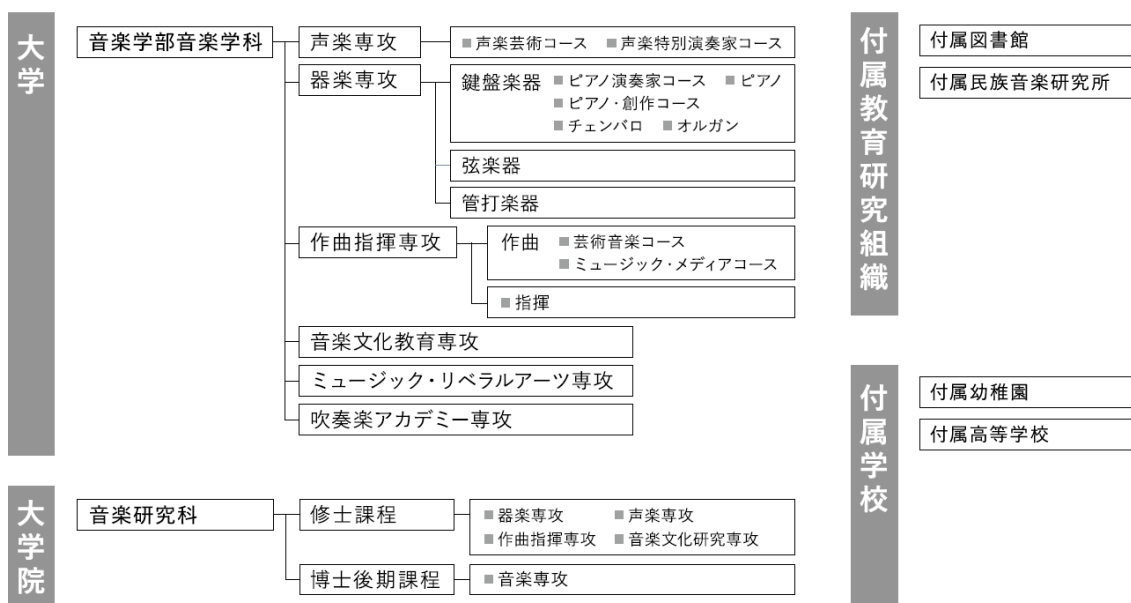 大学
音楽学部音楽学科
声楽専攻
■声楽芸術コース ■声楽特別演奏家コース
器楽専攻
鍵盤楽器 ■ピアノ演奏家コース ■ピアノ
■ピアノ・創作コース
■チェンバロ ■オルガン
弦楽器
管打楽器
作曲指揮専攻
作曲 ■芸術音楽コース
■ミュージック・メディアコース
■指揮
音楽文化教育専攻
ミュージック・リベラルアーツ専攻
吹奏楽アカデミー専攻
大学院
音楽研究科
修士課程
■器楽専攻 ■声楽専攻
■作曲指揮専攻 ■音楽文化研究専攻
博士後期課程
■音楽専攻
付属教育研究組織
付属図書館
付属民族音楽研究所
付属学校
付属幼稚園
付属高等学校